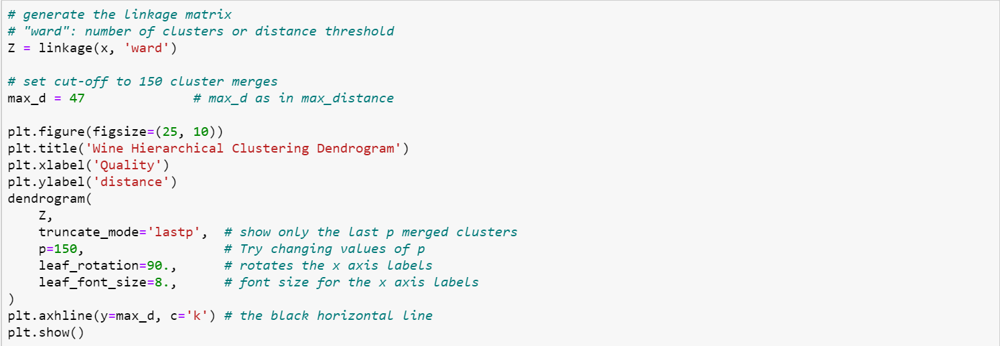 # generate the linkage matrix
# "ward": number of clusters or distance threshold
Z = linkage(x, 'ward')
# set cut-off to 150 cluster merges
max_d = 47 # max_d as in max_distance
plt.figure(figsize=(25, 10))
plt.title('Wine Hierarchical Clustering Dendrogram')
plt.xlabel('Quality')
plt.ylabel('distance')
dendrogram(
Z,
truncate_mode='lastp', # show only the last p merged clusters
p=150, # Try changing values of p
leaf_rotation=90., # rotates the x axis labels
leaf_font_size=8., # font size for the x axis labels
)
plt.axhline(y=max_d, c='k') # the black horizontal line
plt.show()